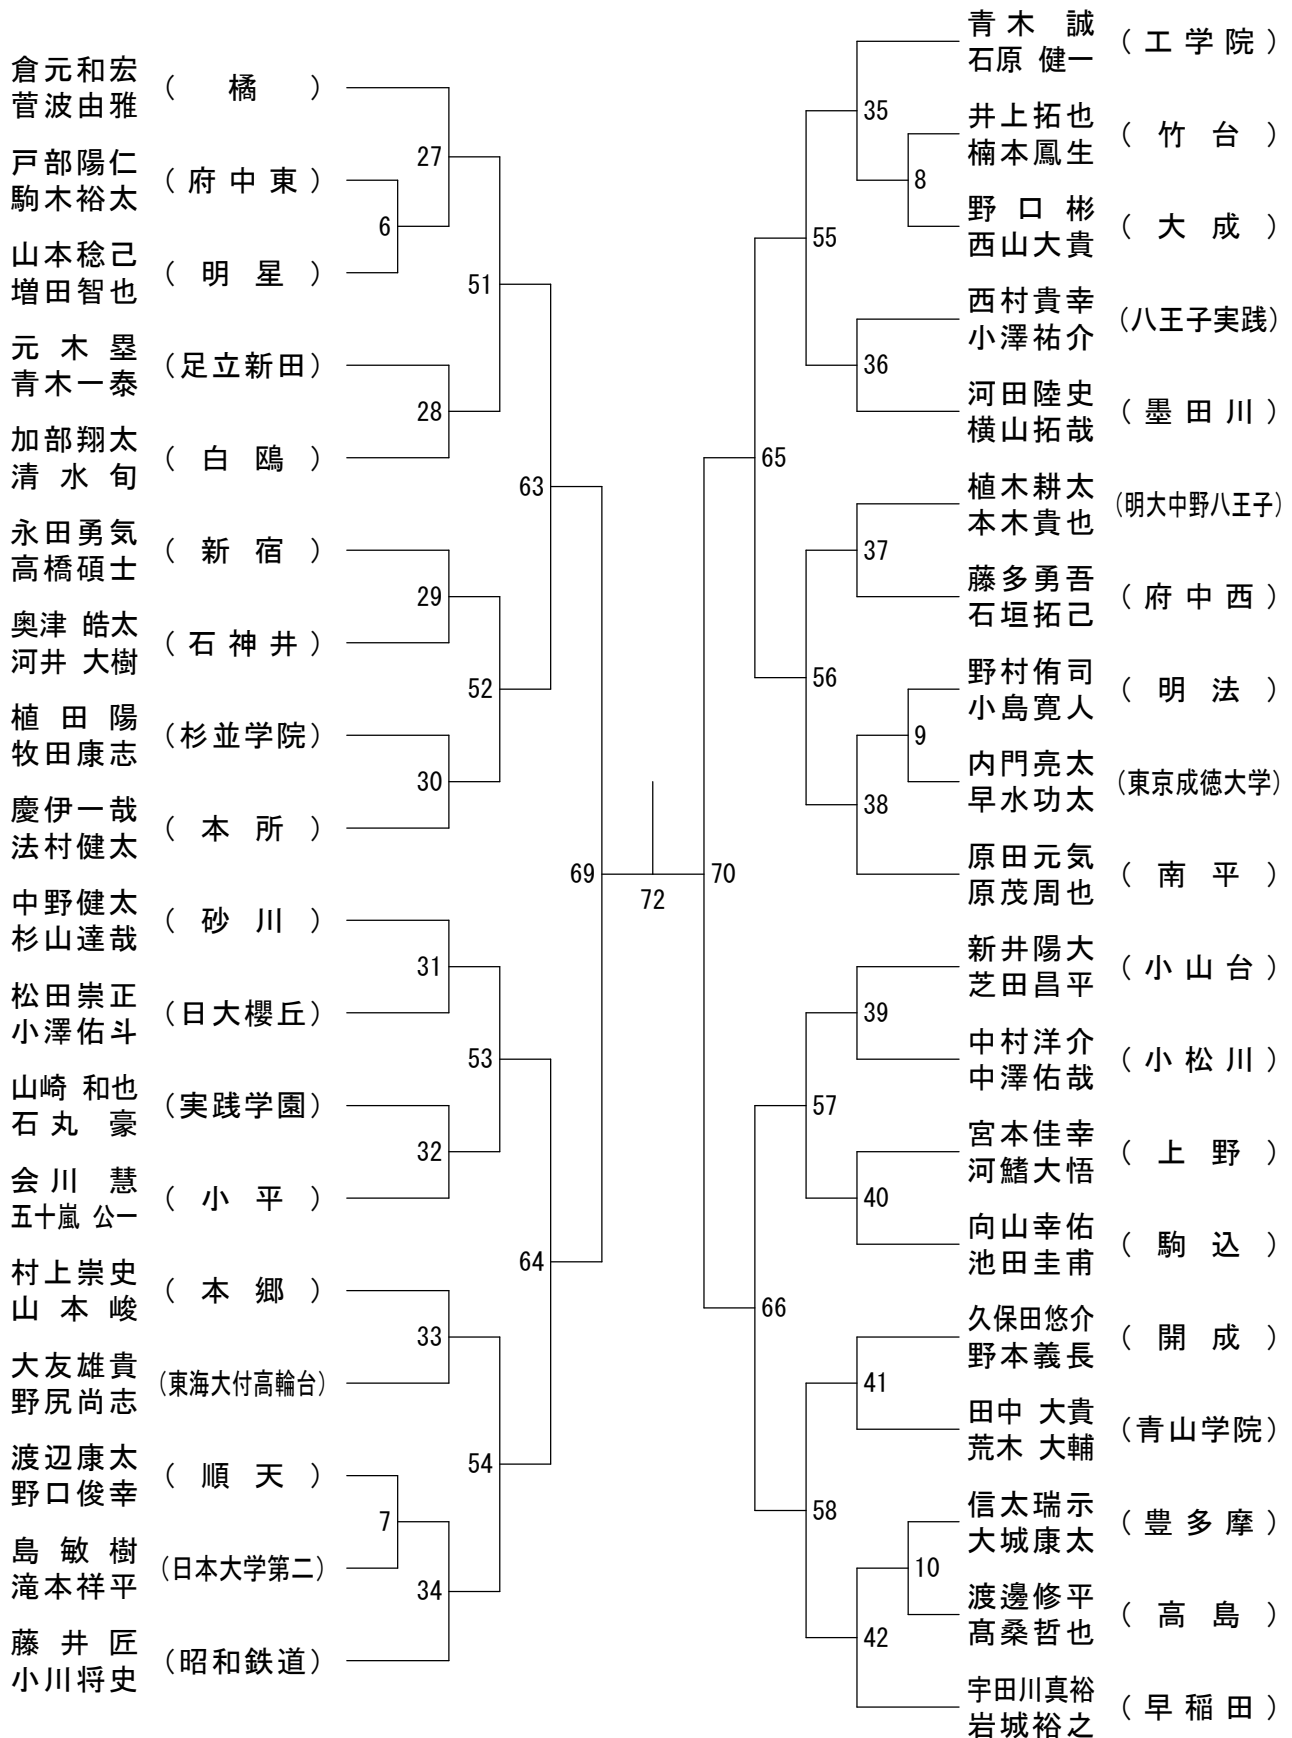 倉元和宏
菅波由雅
（橘）
戸部陽仁
駒木裕太
（府中東）
山本稔己
増田智也
（明星）
元木塁
青木一泰
（足立新田）
加部翔太
清水旬
（白鴎）
永田勇気
高橋碩士
（新宿）
奥津 皓太
河井 大樹
（石神井）
植田陽
牧田康志
（杉並学院）
慶伊一哉
法村健太
（本所）
中野健太
杉山達哉
（砂川）
松田崇正
小澤佑斗
（日大櫻丘）
山崎 和也
石丸 豪
（実践学園）
会川 慧
五十嵐 公一
（小平）
村上崇史
山本峻
（本郷）
大友雄貴
野尻尚志
（東海大付高輪台）
渡辺康太
野口俊幸
（順天）
島敏樹
滝本祥平
（日本大学第二）
藤井匠
小川将史
（昭和鉄道）
6
7
27
28
29
30
31
32
33
34
51
52
53
54
63
64
69
72
70
65
66
55
56
57
58
35
36
37
38
39
40
41
42
8
9
10
青木 誠
石原 健一
（工学院）
井上拓也
楠本鳳生
（竹台）
野口彬
西山大貴
（大成）
西村貴幸
小澤祐介
（八王子実践）
河田陸史
横山拓哉
（墨田川）
植木耕太
本木貴也
（明大中野八王子）
藤多勇吾
石垣拓己
（府中西）
野村侑司
小島寛人
（明法）
内門亮太
早水功太
（東京成徳大学）
原田元気
原茂周也
（南平）
新井陽大
芝田昌平
（小山台）
中村洋介
中澤佑哉
（小松川）
宮本佳幸
河鰭大悟
（上野）
向山幸佑
池田圭甫
（駒込）
久保田悠介
野本義長
（開成）
田中 大貴
荒木 大輔
（青山学院）
信太瑞示
大城康太
（豊多摩）
渡邊修平
髙桑哲也
（高島）
宇田川真裕
岩城裕之
（早稲田）